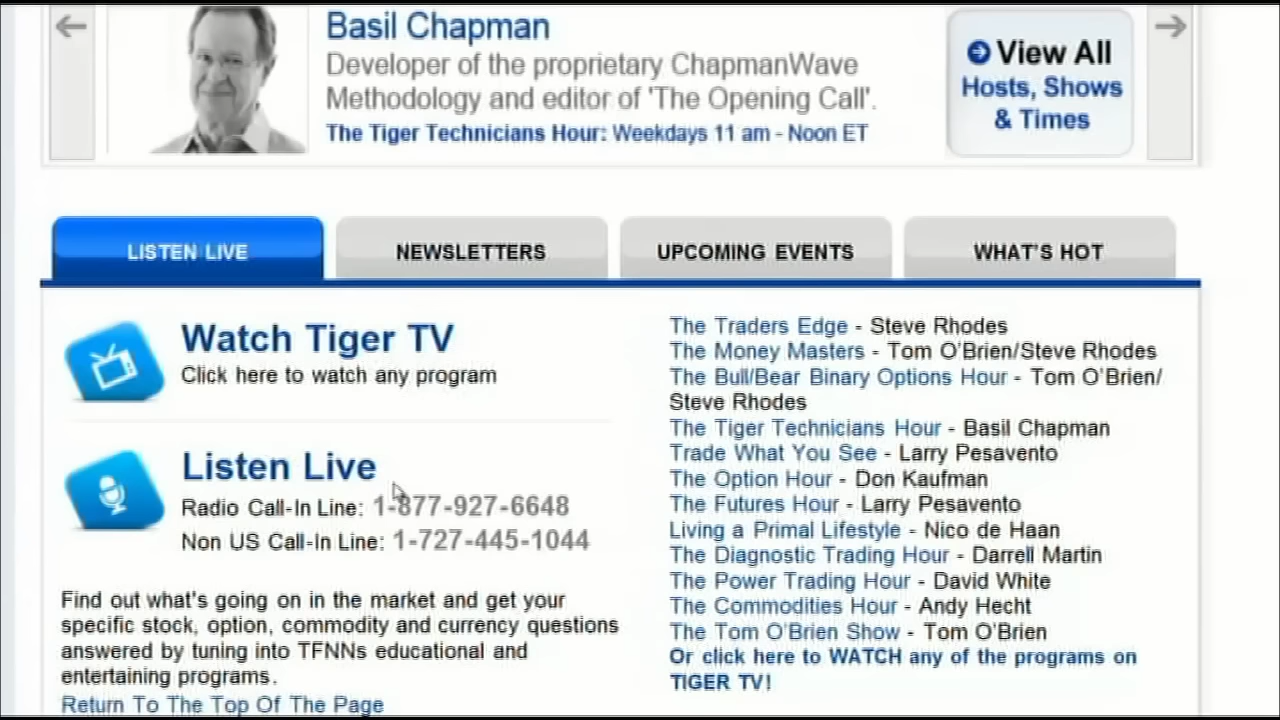 Basil Chapman
Developer of the proprietary ChapmanWave
Methodology and editor of 'The Opening Call'.
The Tiger Technicians Hour: Weekdays 11 am - Noon ET
View All
Hosts, Shows
& Times
LISTEN LIVE
NEWSLETTERS
UPCOMING EVENTS
WHAT'S HOT
Watch Tiger TV
Click here to watch any program
Listen Live
Radio Call-In Line: 1-877-927-6648
Non US Call-In Line: 1-727-445-1044
Find out what's going on in the market and get your
specific stock, option, commodity and currency questions
answered by tuning into TFNNs educational and
entertaining programs.
Return To The Top Of The Page
The Traders Edge - Steve Rhodes
The Money Masters - Tom O'Brien/Steve Rhodes
The Bull/Bear Binary Options Hour - Tom O'Brien/
Steve Rhodes
The Tiger Technicians Hour - Basil Chapman
Trade What You See - Larry Pesavento
The Option Hour - Don Kaufman
The Futures Hour - Larry Pesavento
Living a Primal Lifestyle - Nico de Haan
The Diagnostic Trading Hour - Darrell Martin
The Power Trading Hour - David White
The Commodities Hour - Andy Hecht
The Tom O'Brien Show - Tom O'Brien
Or click here to WATCH any of the programs on
TIGER TV!